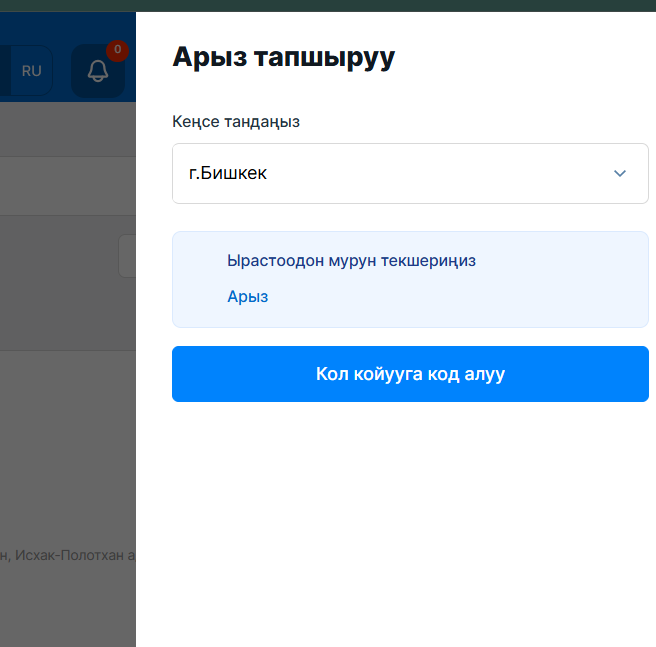 Арыз тапшыруу
RU
0
Кеңсе тандаңыз
г.Бишкек
Ырастоодон мурун текшериңиз
Арыз
Кол койууга код алуу
н, Исхак-Полотхан а